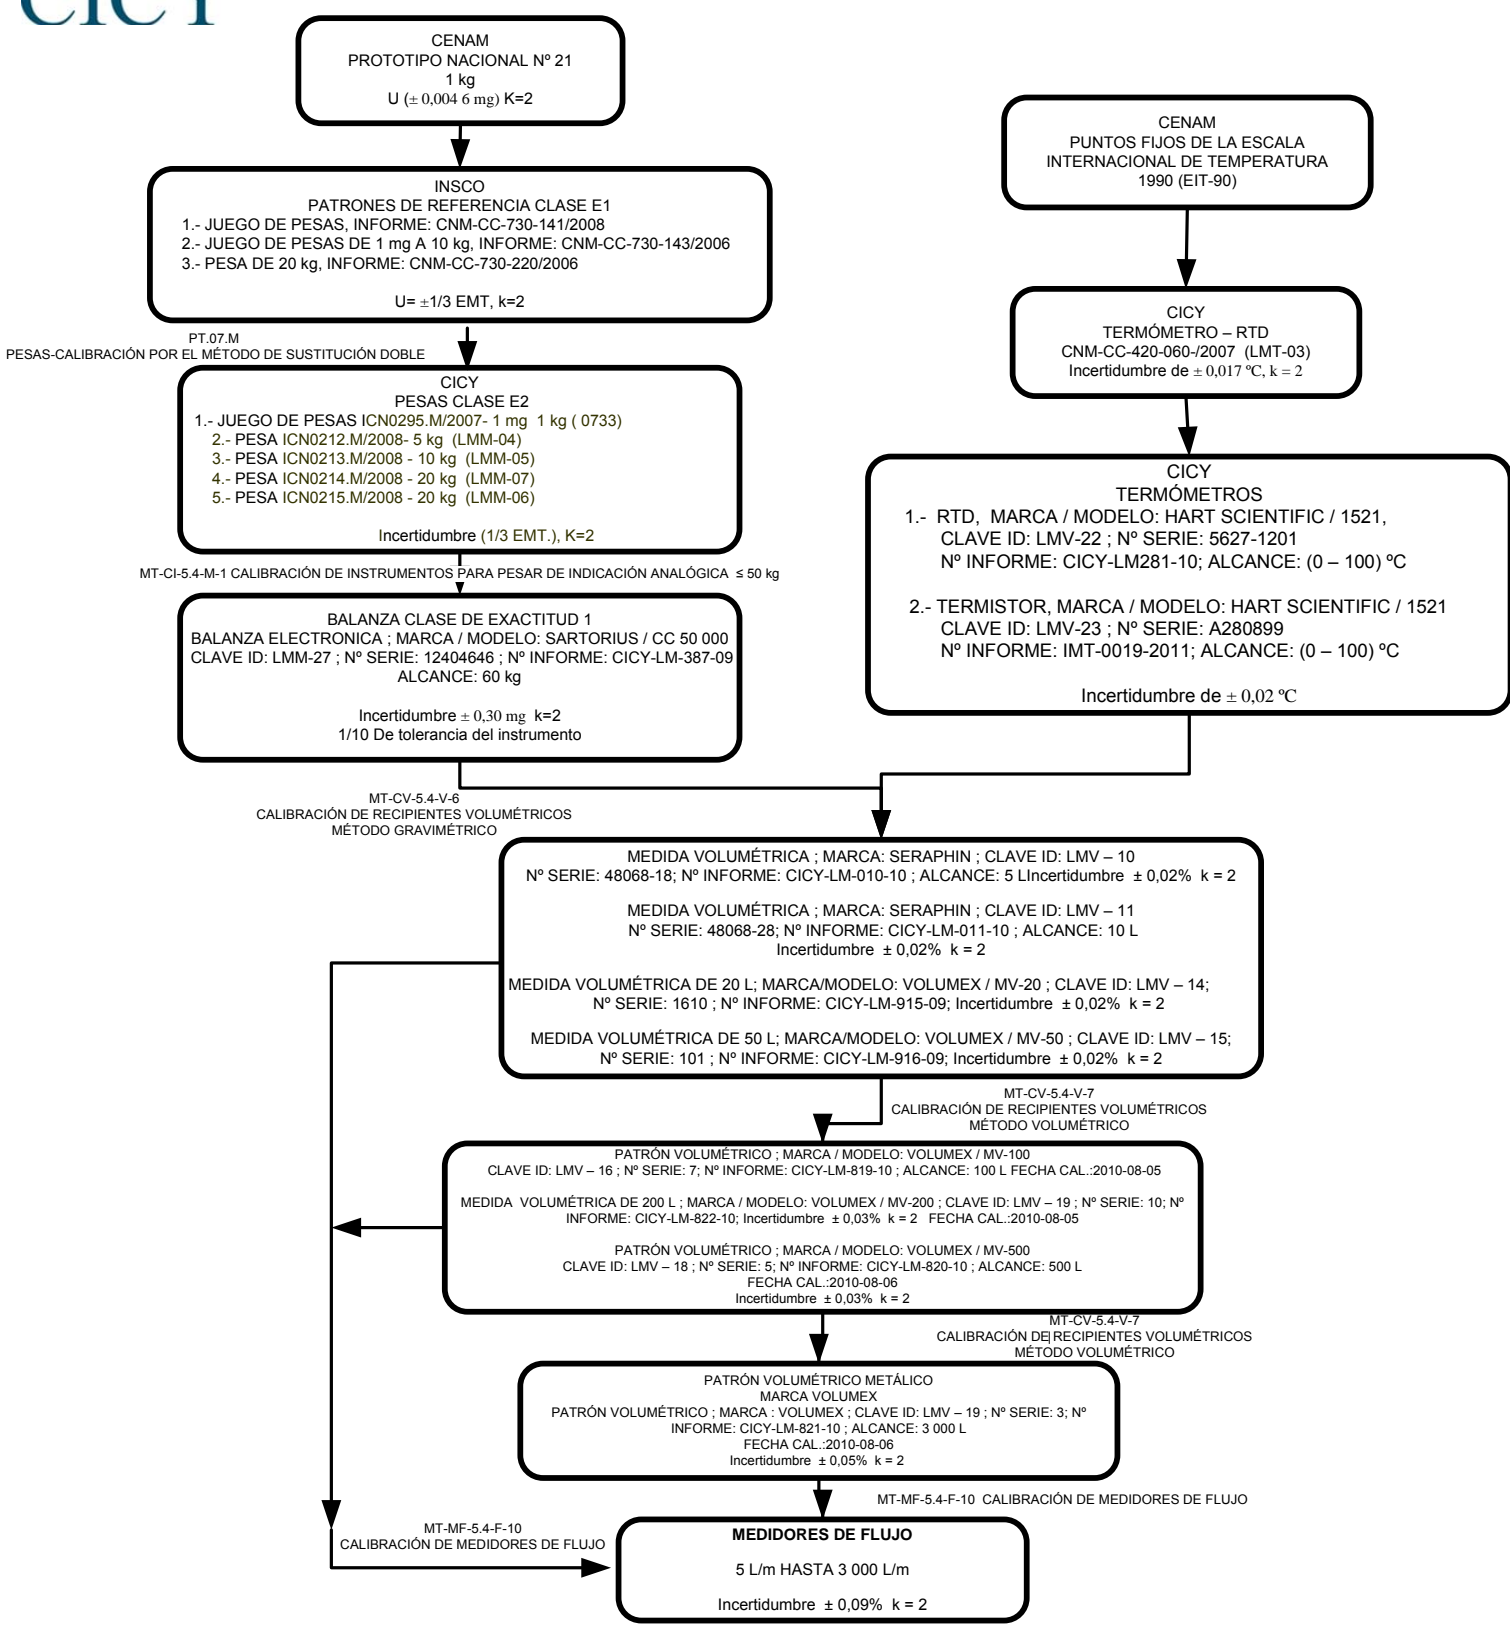 CICY
CENAM
PROTOTIPO NACIONAL Nº 21
1 kg
U (± 0,004 6 mg) K=2
INSCO
PATRONES DE REFERENCIA CLASE E1
1.- JUEGO DE PESAS, INFORME: CNM-CC-730-141/2008
2.- JUEGO DE PESAS DE 1 mg A 10 kg, INFORME: CNM-CC-730-143/2006
3.- PESA DE 20 kg, INFORME: CNM-CC-730-220/2006
U= ±1/3 EMT, k=2
PT.07.M
PESAS-CALIBRACIÓN POR EL MÉTODO DE SUSTITUCIÓN DOBLE
CICY
PESAS CLASE E2
1.- JUEGO DE PESAS ICN0295.M/2007- 1 mg 1 kg ( 0733)
2.- PESA ICN0212.M/2008- 5 kg (LMM-04)
3.- PESA ICN0213.M/2008 - 10 kg (LMM-05)
4.- PESA ICN0214.M/2008 - 20 kg (LMM-07)
5.- PESA ICN0215.M/2008 - 20 kg (LMM-06)
Incertidumbre (1/3 EMT.), K=2
MT-CI-5.4-M-1 CALIBRACIÓN DE INSTRUMENTOS PARA PESAR DE INDICACIÓN ANALÓGICA ≤ 50 kg
BALANZA CLASE DE EXACTITUD 1
BALANZA ELECTRONICA ; MARCA / MODELO: SARTORIUS / CC 50 000
CLAVE ID: LMM-27 ; Nº SERIE: 12404646 ; Nº INFORME: CICY-LM-387-09
ALCANCE: 60 kg
Incertidumbre ± 0,30 mg k=2
1/10 De tolerancia del instrumento
CENAM
PUNTOS FIJOS DE LA ESCALA
INTERNACIONAL DE TEMPERATURA
1990 (EIT-90)
CICY
TERMÓMETRO – RTD
CNM-CC-420-060-/2007 (LMT-03)
Incertidumbre de ± 0,017 ºC, k = 2
CICY
TERMÓMETROS
1.- RTD, MARCA / MODELO: HART SCIENTIFIC / 1521,
CLAVE ID: LMV-22 ; Nº SERIE: 5627-1201
Nº INFORME: CICY-LM281-10; ALCANCE: (0 – 100) ºC
2.- TERMISTOR, MARCA / MODELO: HART SCIENTIFIC / 1521
CLAVE ID: LMV-23 ; Nº SERIE: A280899
Nº INFORME: IMT-0019-2011; ALCANCE: (0 – 100) ºC
Incertidumbre de ± 0,02 ºC
MT-CV-5.4-V-6
CALIBRACIÓN DE RECIPIENTES VOLUMÉTRICOS
MÉTODO GRAVIMÉTRICO
MEDIDA VOLUMÉTRICA ; MARCA: SERAPHIN ; CLAVE ID: LMV – 10
Nº SERIE: 48068-18; Nº INFORME: CICY-LM-010-10 ; ALCANCE: 5 LIncertidumbre ± 0,02% k = 2
MEDIDA VOLUMÉTRICA ; MARCA: SERAPHIN ; CLAVE ID: LMV – 11
Nº SERIE: 48068-28; Nº INFORME: CICY-LM-011-10 ; ALCANCE: 10 L
Incertidumbre ± 0,02% k = 2
MEDIDA VOLUMÉTRICA DE 20 L; MARCA/MODELO: VOLUMEX / MV-20 ; CLAVE ID: LMV – 14;
Nº SERIE: 1610 ; Nº INFORME: CICY-LM-915-09; Incertidumbre ± 0,02% k = 2
MEDIDA VOLUMÉTRICA DE 50 L; MARCA/MODELO: VOLUMEX / MV-50 ; CLAVE ID: LMV – 15;
Nº SERIE: 101 ; Nº INFORME: CICY-LM-916-09; Incertidumbre ± 0,02% k = 2
MT-CV-5.4-V-7
CALIBRACIÓN DE RECIPIENTES VOLUMÉTRICOS
MÉTODO VOLUMÉTRICO
PATRÓN VOLUMÉTRICO ; MARCA / MODELO: VOLUMEX / MV-100
CLAVE ID: LMV – 16 ; Nº SERIE: 7; Nº INFORME: CICY-LM-819-10 ; ALCANCE: 100 L FECHA CAL.:2010-08-05
MEDIDA VOLUMÉTRICA DE 200 L ; MARCA / MODELO: VOLUMEX / MV-200 ; CLAVE ID: LMV – 19 ; Nº SERIE: 10; Nº
INFORME: CICY-LM-822-10; Incertidumbre ± 0,03% k = 2 FECHA CAL.:2010-08-05
PATRÓN VOLUMÉTRICO ; MARCA / MODELO: VOLUMEX / MV-500
CLAVE ID: LMV – 18 ; Nº SERIE: 5; Nº INFORME: CICY-LM-820-10 ; ALCANCE: 500 L
FECHA CAL.:2010-08-06
Incertidumbre ± 0,03% k = 2
MT-CV-5.4-V-7
CALIBRACIÓN DE RECIPIENTES VOLUMÉTRICOS
MÉTODO VOLUMÉTRICO
PATRÓN VOLUMÉTRICO METÁLICO
MARCA VOLUMEX
PATRÓN VOLUMÉTRICO ; MARCA : VOLUMEX ; CLAVE ID: LMV – 19 ; Nº SERIE: 3; Nº
INFORME: CICY-LM-821-10 ; ALCANCE: 3 000 L
FECHA CAL.:2010-08-06
Incertidumbre ± 0,05% k = 2
MT-MF-5.4-F-10 CALIBRACIÓN DE MEDIDORES DE FLUJO
MT-MF-5.4-F-10
CALIBRACIÓN DE MEDIDORES DE FLUJO
MEDIDORES DE FLUJO
5 L/m HASTA 3 000 L/m
Incertidumbre ± 0,09% k = 2